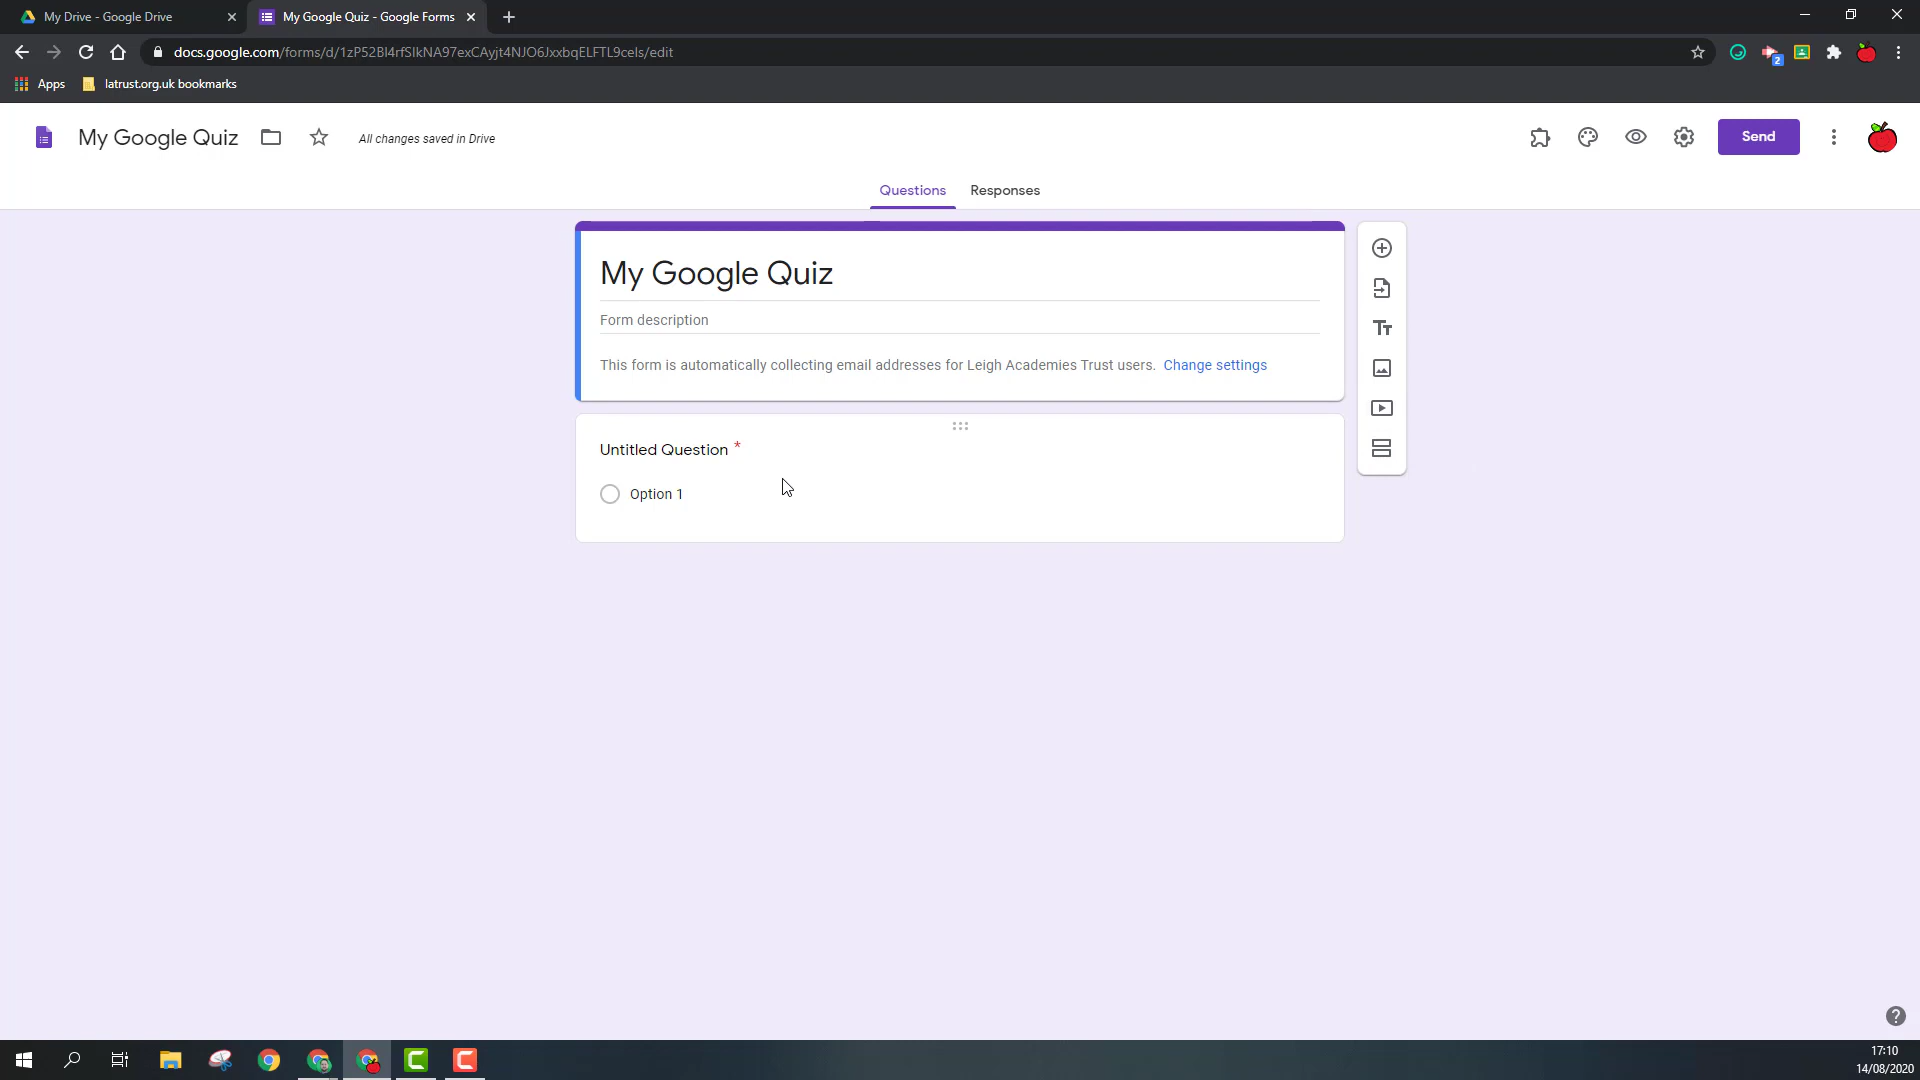 My Drive - Google Drive
My Google Quiz - Google Forms
docs.google.com/forms/d/1zP52Bl4rfSIkNA97exCAyjt4NJO6JxxbqELFTL9cels/edit
2
Apps
latrust.org.uk bookmarks
My Google Quiz
All changes saved in Drive
Send
Questions
Responses
My Google Quiz
Form description
This form is automatically collecting email addresses for Leigh Academies Trust users. Change settings
Tт
Untitled Question *
Option 1
17:10
14/08/2020